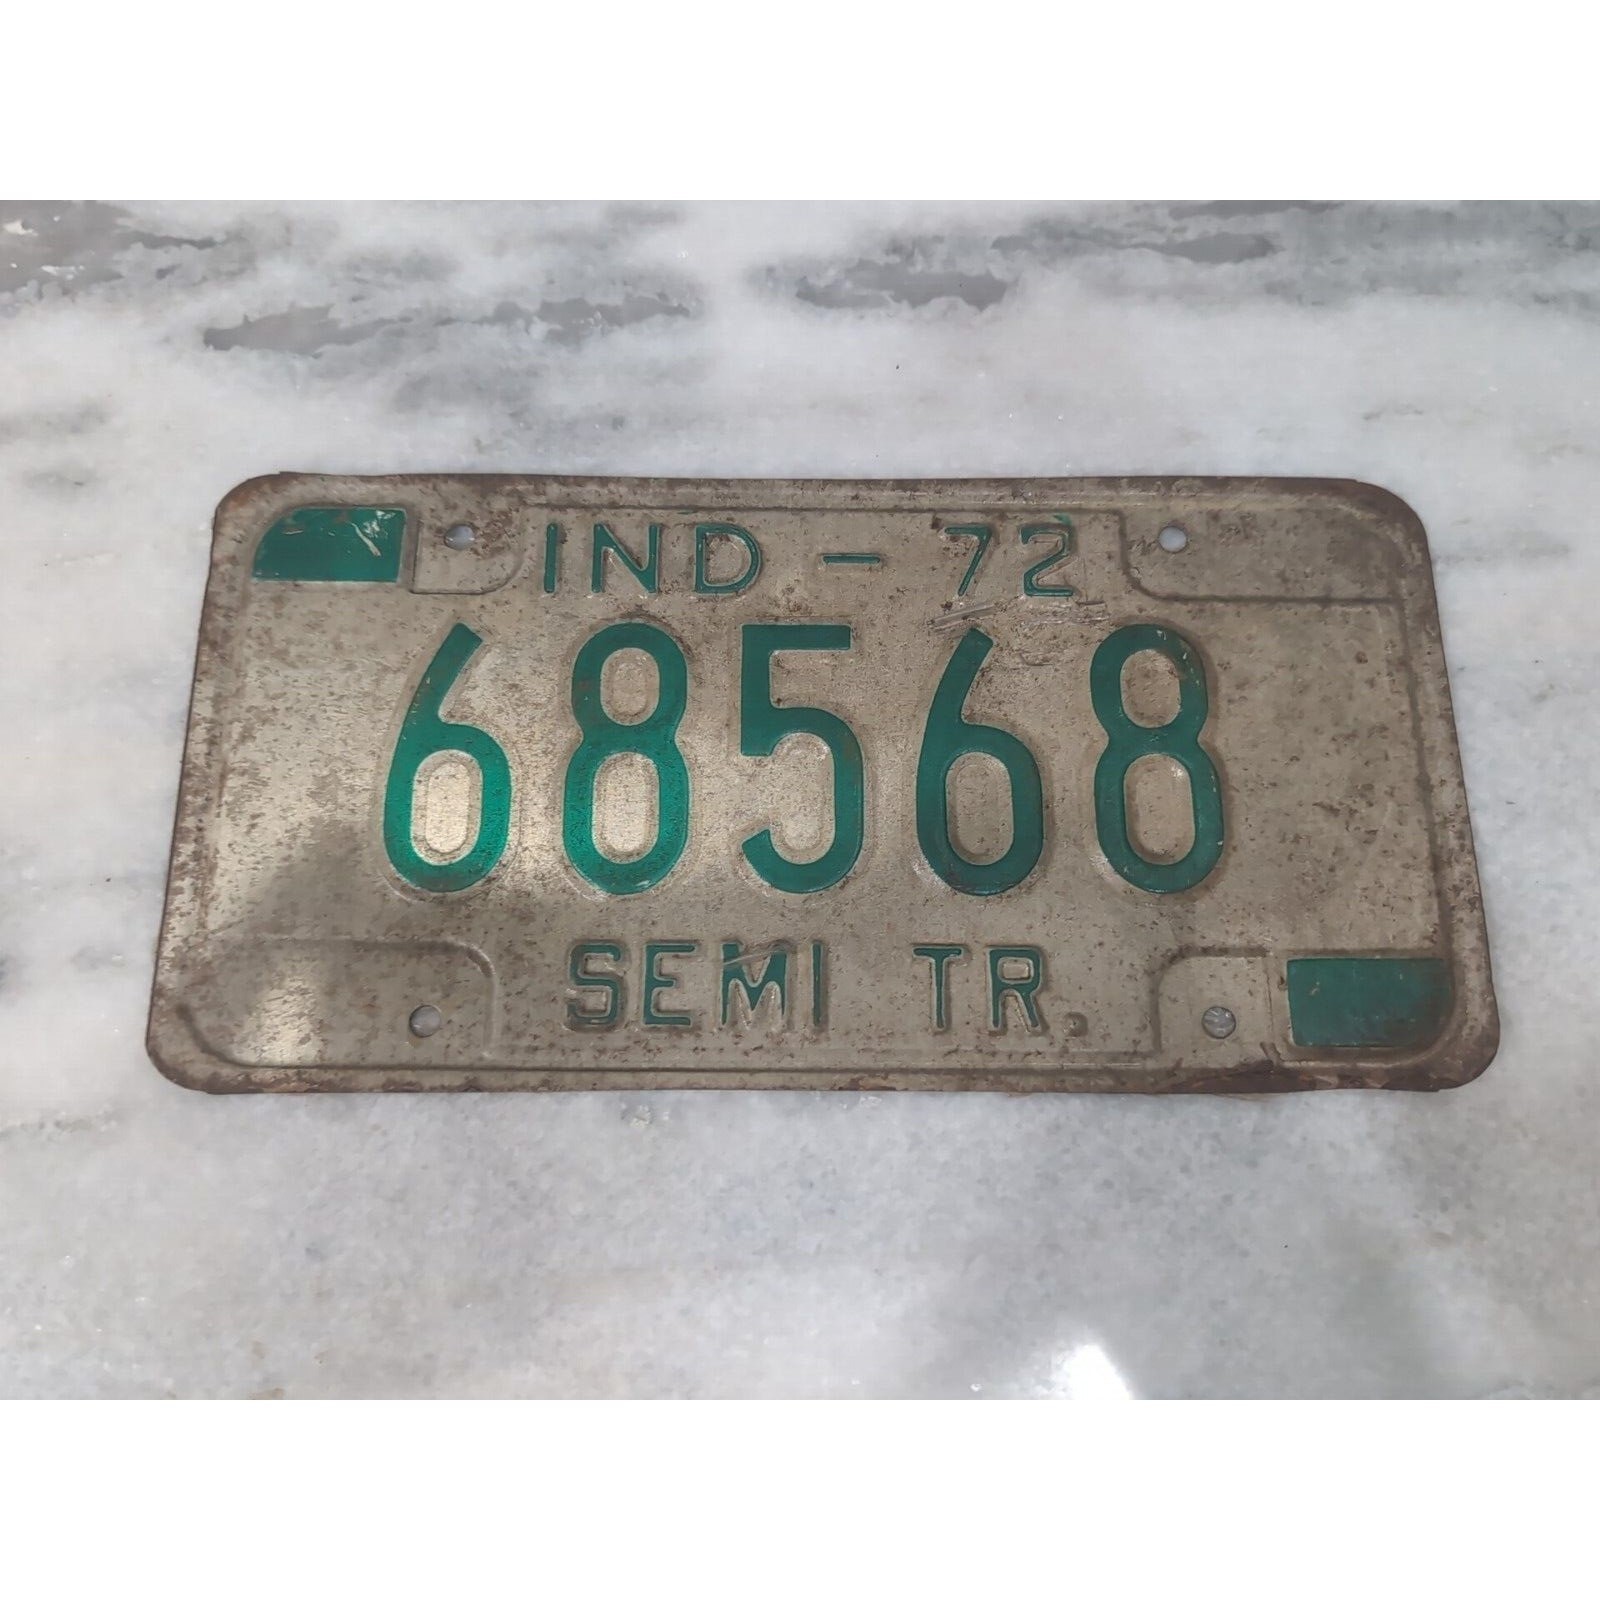 IND - 72
68568
SEMI TR.